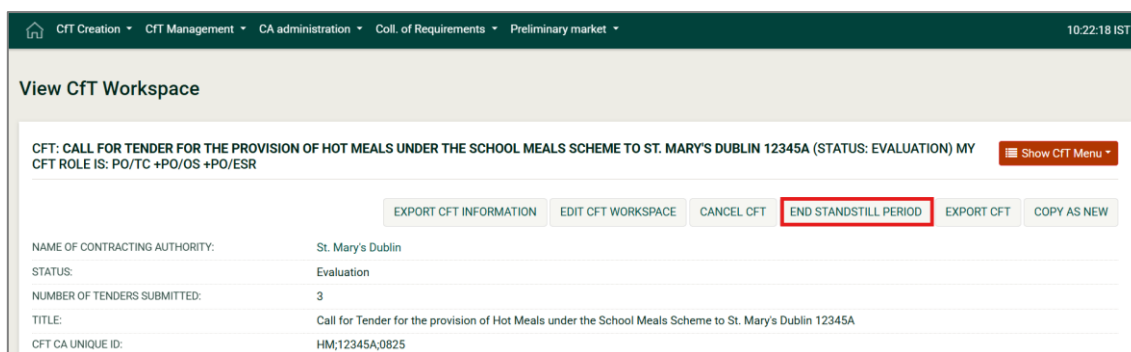 CfT Creation CfT Management CA administration Coll. of Requirements Preliminary market 10:22:18 IST
View CfT Workspace
CFT: CALL FOR TENDER FOR THE PROVISION OF HOT MEALS UNDER THE SCHOOL MEALS SCHEME TO ST. MARY'S DUBLIN 12345A (STATUS: EVALUATION) MY
CFT ROLE IS: PO/TC +PO/OS +PO/ESR
Show CfT Menu
EXPORT CFT INFORMATION EDIT CFT WORKSPACE CANCEL CFT END STANDSTILL PERIOD EXPORT CFT COPY AS NEW
NAME OF CONTRACTING AUTHORITY: St. Mary's Dublin
STATUS: Evaluation
NUMBER OF TENDERS SUBMITTED: 3
TITLE: Call for Tender for the provision of Hot Meals under the School Meals Scheme to St. Mary's Dublin 12345A
CFT CA UNIQUE ID: HM;12345A;0825